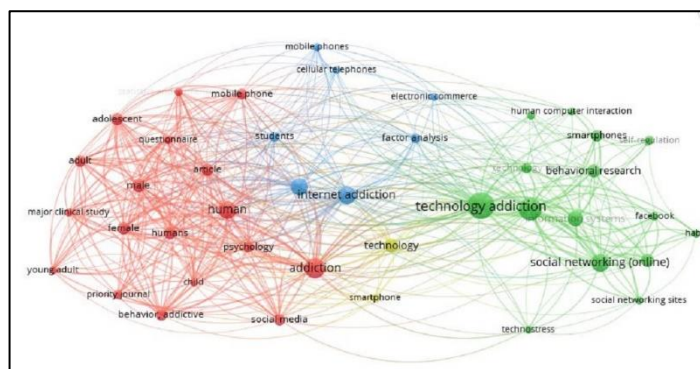 mobile phones
cellular telephones
mobile phone
electronic commerce
human computer interaction
adolescent
questionnaire
students
factor analysis
smartphones
self-regulation
adult
article
male
behavioral research
internet addiction
major clinical study
human
technology addiction
information systems
facebook
female
humans
psychology
technology
addiction
social networking (online)
young adult
child
priority journal
behavior, addictive
social media
smartphone
social networking sites
technostress